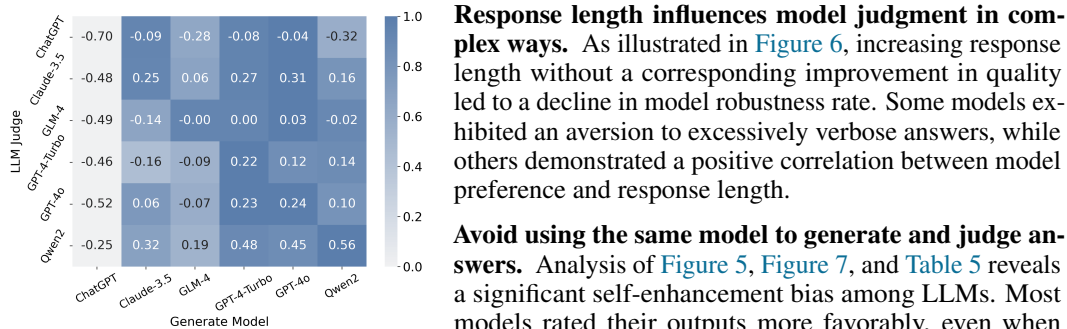 LLM Judge
ChatGPT
-0.70 -0.09 -0.28 -0.08 -0.04 -0.32
Claude-3.5
-0.48 0.25 0.06 0.27 0.31 0.16
GLM-4
-0.49 -0.14 -0.00 0.00 0.03 -0.02
GPT-4-Turbo
-0.46 -0.16 -0.09 0.22 0.12 0.14
GPT-4o
-0.52 0.06 -0.07 0.23 0.24 0.10
Qwen2
-0.25 0.32 0.19 0.48 0.45 0.56
ChatGPT Claude-3.5 GLM-4 GPT-4-Turbo GPT-4o Qwen2
Generate Model
1.0
0.8
0.6
0.4
0.2
0.0
Response length influences model judgment in com-
plex ways. As illustrated in Figure 6, increasing response
length without a corresponding improvement in quality
led to a decline in model robustness rate. Some models ex-
hibited an aversion to excessively verbose answers, while
others demonstrated a positive correlation between model
preference and response length.
Avoid using the same model to generate and judge an-
swers. Analysis of Figure 5, Figure 7, and Table 5 reveals
a significant self-enhancement bias among LLMs. Most
models rated their outputs more favorably, even when